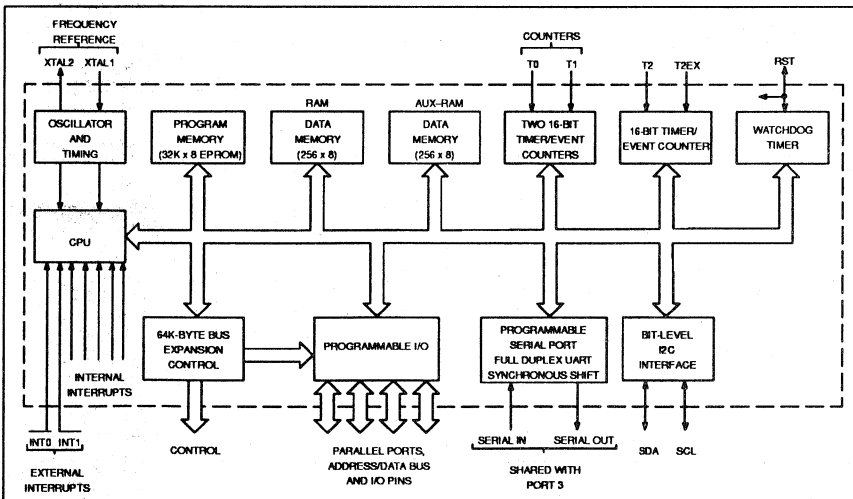 FREQUENCY
REFERENCE
XTAL2 XTAL1
COUNTERS
T0 T1
T2 T2EX
RST
OSCILLATOR
AND
TIMING
PROGRAM
MEMORY
(32K x 8 EPROM)
RAM
DATA
MEMORY
(256 x 8)
AUX-RAM
DATA
MEMORY
(256 x 8)
TWO 16-BIT
TIMER/EVENT
COUNTERS
16-BIT TIMER/
EVENT COUNTER
WATCHDOG
TIMER
CPU
64K-BYTE BUS
EXPANSION
CONTROL
PROGRAMMABLE I/O
PROGRAMMABLE
SERIAL PORT
FULL DUPLEX UART
SYNCHRONOUS SHIFT
BIT-LEVEL
I2C
INTERFACE
INTERNAL
INTERRUPTS
INT0 INT1
EXTERNAL
INTERRUPTS
CONTROL
PARALLEL PORTS,
ADDRESS/DATA BUS
AND I/O PINS
SERIAL IN SERIAL OUT
SHARED WITH
PORT 3
SDA SCL